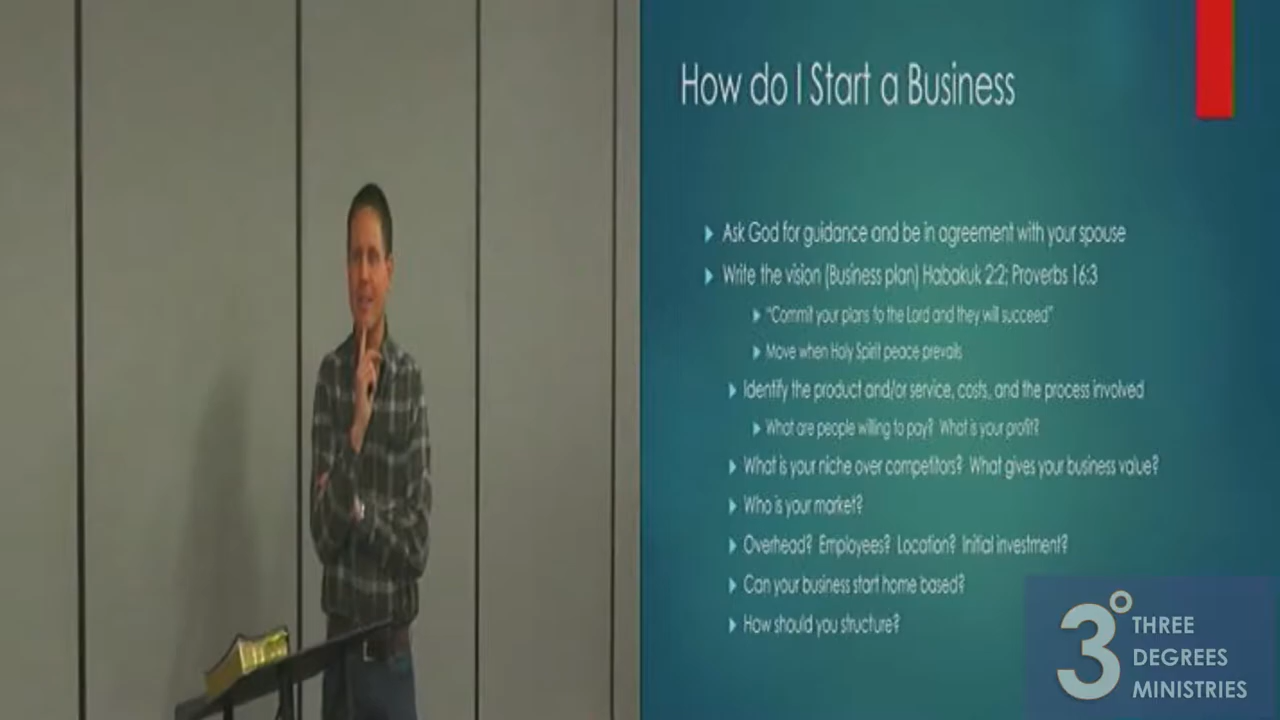 How do I Start a Business
Ask God for guidance and be in agreement with your spouse
Write the vision (Business plan) Habakuk 2:2; Proverbs 16:3
"Commit your plans to the Lord and they will succeed"
Move when Holy Spirit peace prevails
Identify the product and/or service, costs, and the process involved
What are people willing to pay? What is your profit?
What is your niche over competitors? What gives your business value?
Who is your market?
Overhead? Employees? Location? Initial investment?
Can your business start home based?
How should you structure?
3° THREE
DEGREES
MINISTRIES